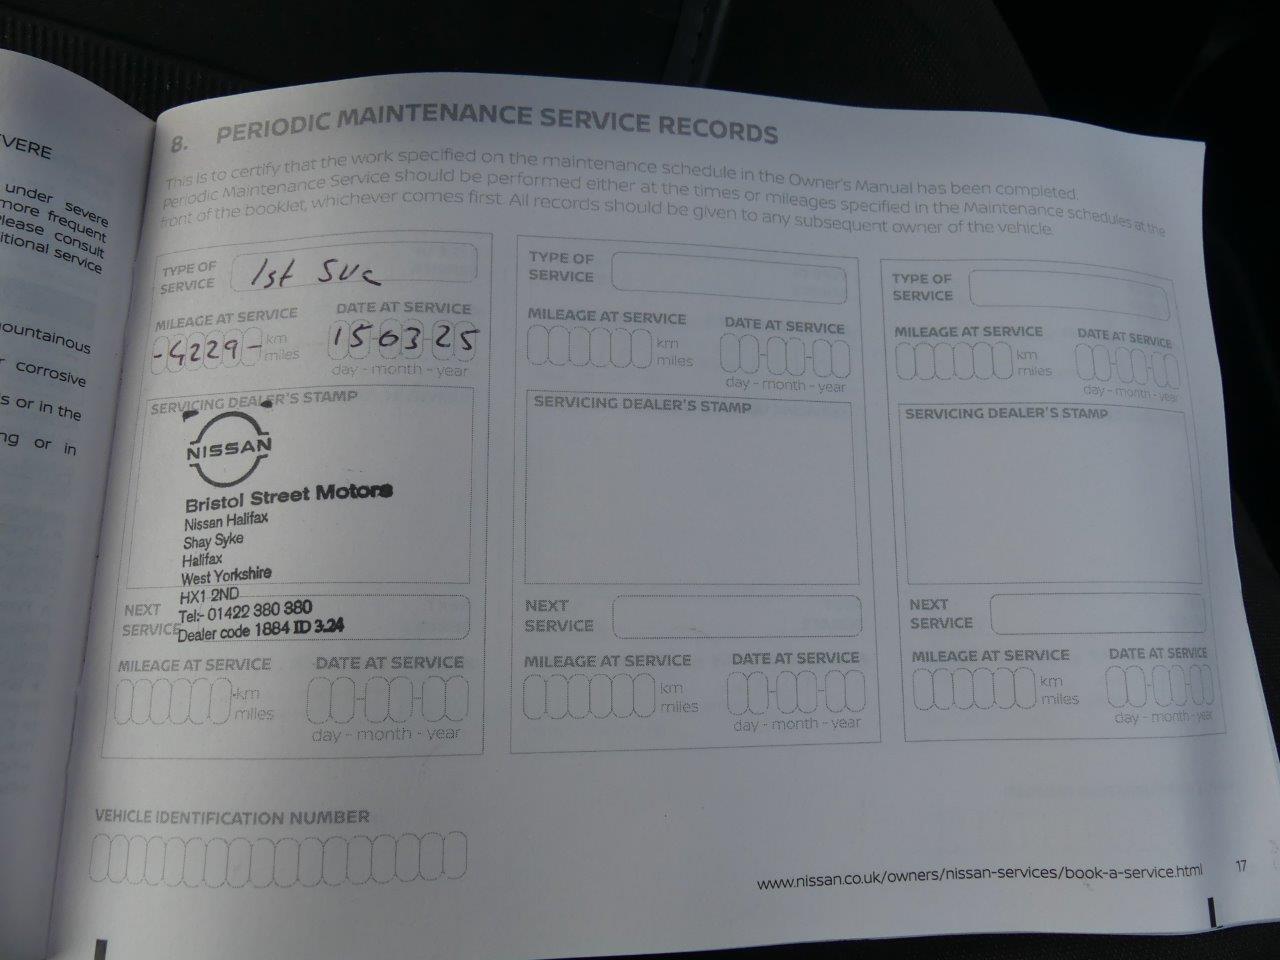 VERE
under severe
more frequent
Please consult
itional service
ountainous
r corrosive
s or in the
ng or in
8. PERIODIC MAINTENANCE SERVICE RECORDS
This is to certify that the work specified on the maintenance schedule in the Owner's Manual has been completed.
Periodic Maintenance Service should be performed either at the times or mileages specified in the Maintenance schedules at the
front of the booklet, whichever comes first. All records should be given to any subsequent owner of the vehicle.
TYPE OF
SERVICE
1st SVC
MILEAGE AT SERVICE
-4229-
km
miles
DATE AT SERVICE
15-03-25
day - month - year
SERVICING DEALER'S STAMP
NISSAN
Bristol Street Motors
Nissan Halifax
Shay Syke
Halifax
West Yorkshire
HX1 2ND
Tel:- 01422 380 380
Dealer code 1884 ID 3.24
NEXT
SERVICE
MILEAGE AT SERVICE
km
miles
DATE AT SERVICE
day - month - year
TYPE OF
SERVICE
MILEAGE AT SERVICE
km
miles
DATE AT SERVICE
day - month - year
SERVICING DEALER'S STAMP
NEXT
SERVICE
MILEAGE AT SERVICE
km
miles
DATE AT SERVICE
day - month - year
TYPE OF
SERVICE
MILEAGE AT SERVICE
km
miles
DATE AT SERVICE
day - month - year
SERVICING DEALER'S STAMP
NEXT
SERVICE
MILEAGE AT SERVICE
km
miles
DATE AT SERVICE
day - month - year
VEHICLE IDENTIFICATION NUMBER
www.nissan.co.uk/owners/nissan-services/book-a-service.html
17